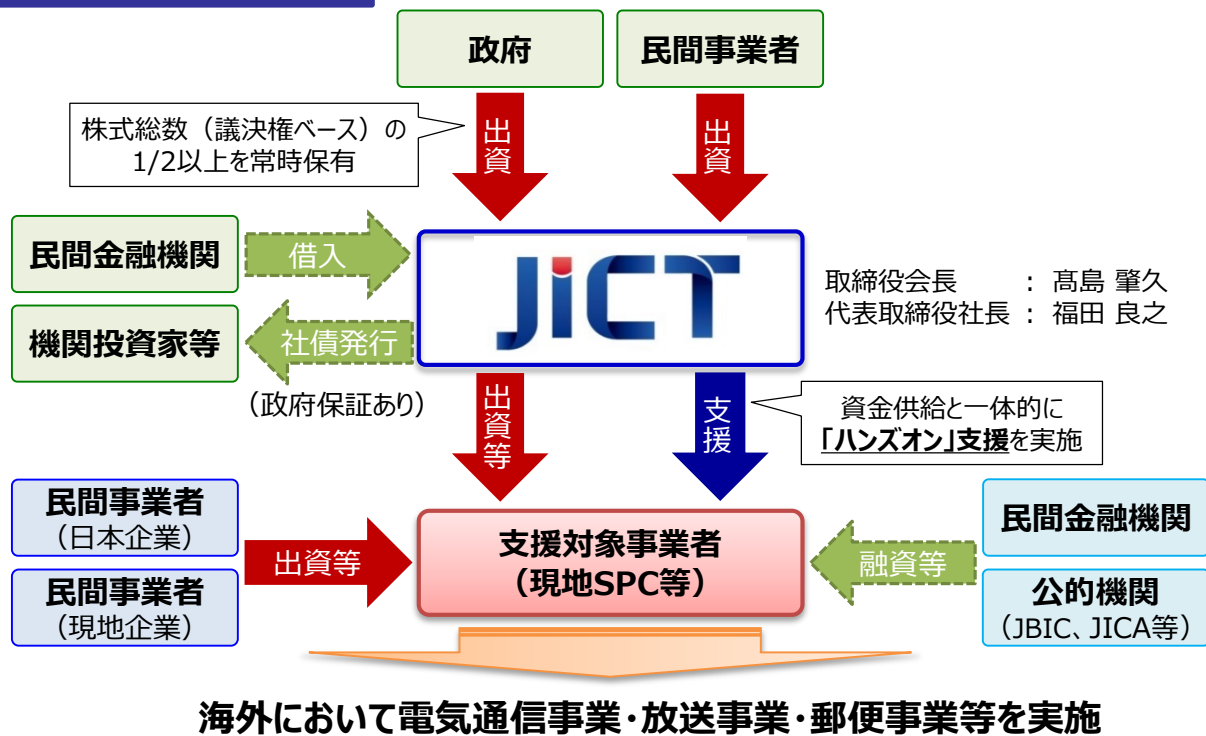 政府
民間事業者
株式総数（議決権ベース）の
1/2以上を常時保有
出資
出資
民間金融機関
借入
JICT
取締役会長　　　：髙島 肇久
代表取締役社長：福田 良之
機関投資家等
社債発行
（政府保証あり）
出資等
支援
資金供給と一体的に
「ハンズオン」支援を実施
民間事業者
（日本企業）
民間事業者
（現地企業）
出資等
支援対象事業者
（現地SPC等）
融資等
民間金融機関
公的機関
（JBIC、JICA等）
海外において電気通信事業・放送事業・郵便事業等を実施